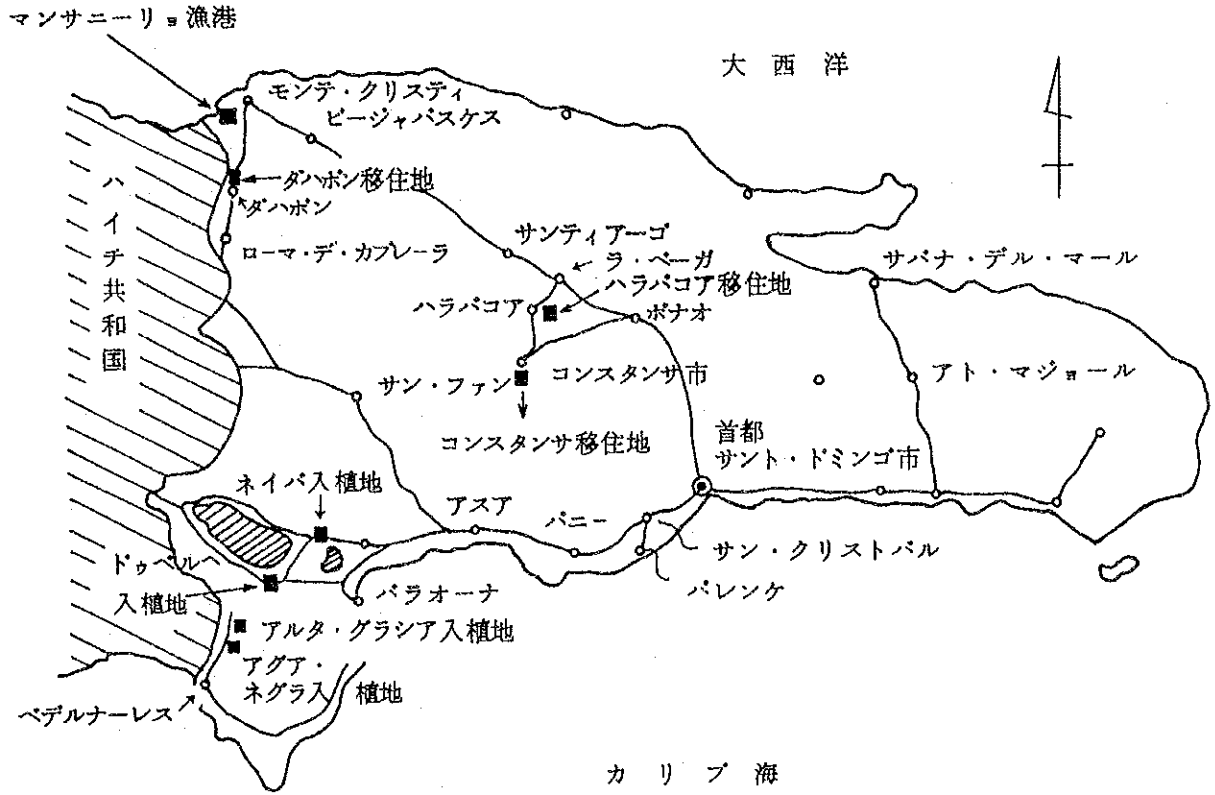 マンサニーリョ漁港
大西洋
モンテ・クリスティ
ビージャバスケス
ハイチ共和国
ダハボン移住地
ダハボン
ローマ・デ・カブレーラ
サンティアーゴ
ラ・ベーガ
ハラバコア移住地
サバナ・デル・マール
ハラバコア
ボナオ
サン・ファン
コンスタンサ市
アト・マジョール
コンスタンサ移住地
首都
サント・ドミンゴ市
ネイバ入植地
アスア
バニー
サン・クリストバル
ドゥベルヘ
入植地
バラオーナ
パレンケ
アルタ・グラシア入植地
アグア・
ネグラ入植地
ペデルナーレス
カリブ海